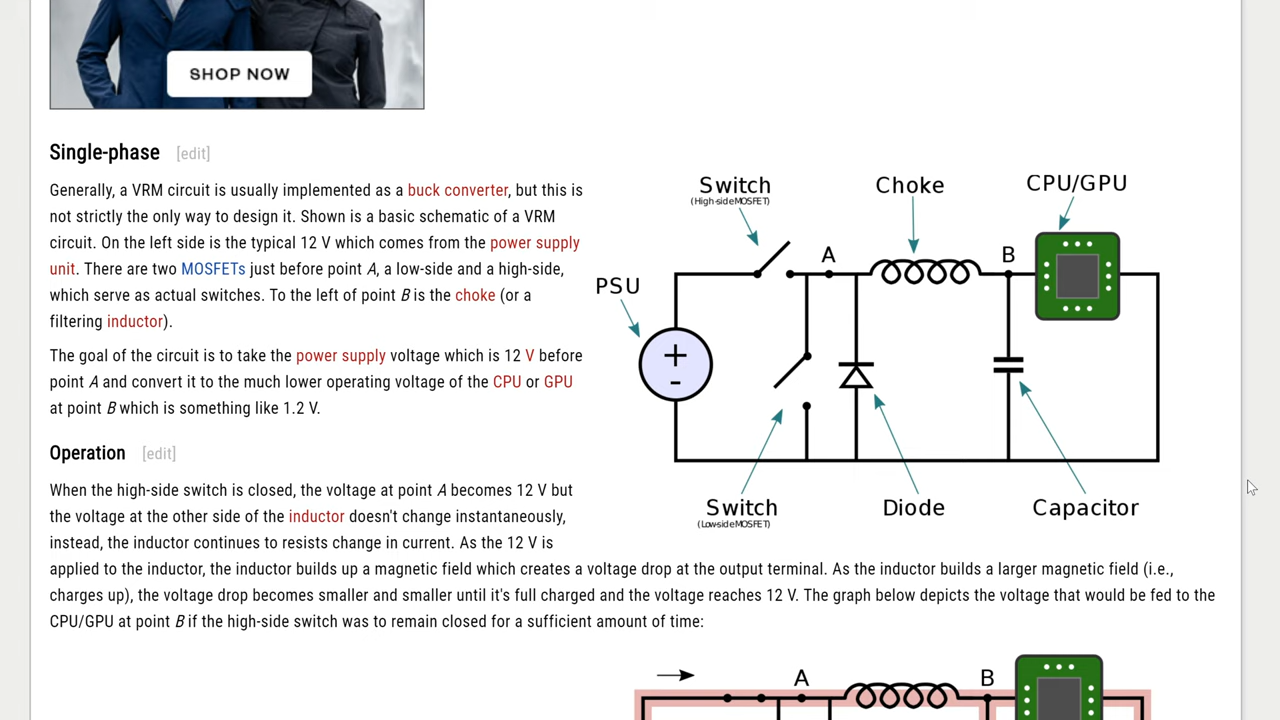 SHOP NOW
Single-phase [edit]
Generally, a VRM circuit is usually implemented as a buck converter, but this is
not strictly the only way to design it. Shown is a basic schematic of a VRM
circuit. On the left side is the typical 12 V which comes from the power supply
unit. There are two MOSFETs just before point A, a low-side and a high-side,
which serve as actual switches. To the left of point B is the choke (or a
filtering inductor).
The goal of the circuit is to take the power supply voltage which is 12 V before
point A and convert it to the much lower operating voltage of the CPU or GPU
at point B which is something like 1.2 V.
Switch
(High-side MOSFET)
Choke
CPU/GPU
A
B
PSU
+
-
Switch
(Low-side MOSFET)
Diode
Capacitor
Operation [edit]
When the high-side switch is closed, the voltage at point A becomes 12 V but
the voltage at the other side of the inductor doesn't change instantaneously,
instead, the inductor continues to resists change in current. As the 12 V is
applied to the inductor, the inductor builds up a magnetic field which creates a voltage drop at the output terminal. As the inductor builds a larger magnetic field (i.e.,
charges up), the voltage drop becomes smaller and smaller until it's full charged and the voltage reaches 12 V. The graph below depicts the voltage that would be fed to the
CPU/GPU at point B if the high-side switch was to remain closed for a sufficient amount of time:
A
B